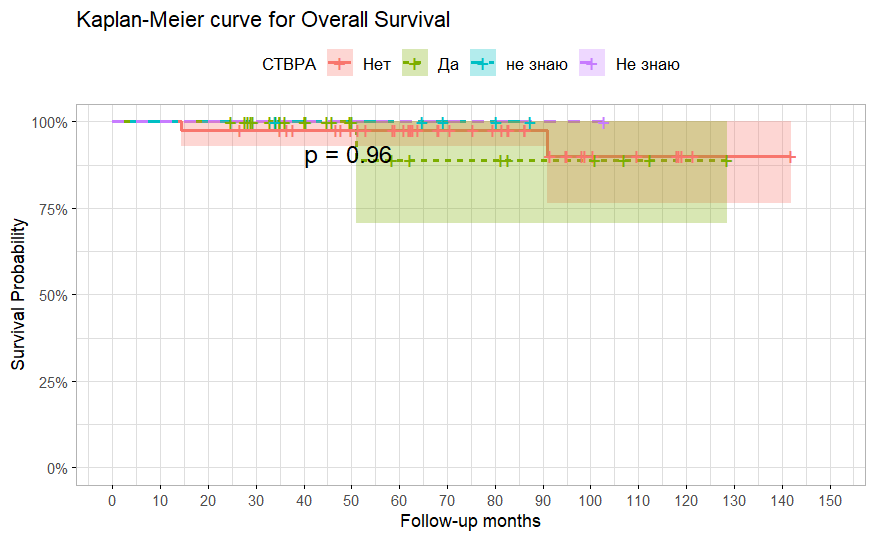 Kaplan-Meier curve for Overall Survival
СТВРА Нет Да не знаю Не знаю
100%
75%
50%
25%
0%
p = 0.96
Survival Probability
0 10 20 30 40 50 60 70 80 90 100 110 120 130 140 150
Follow-up months